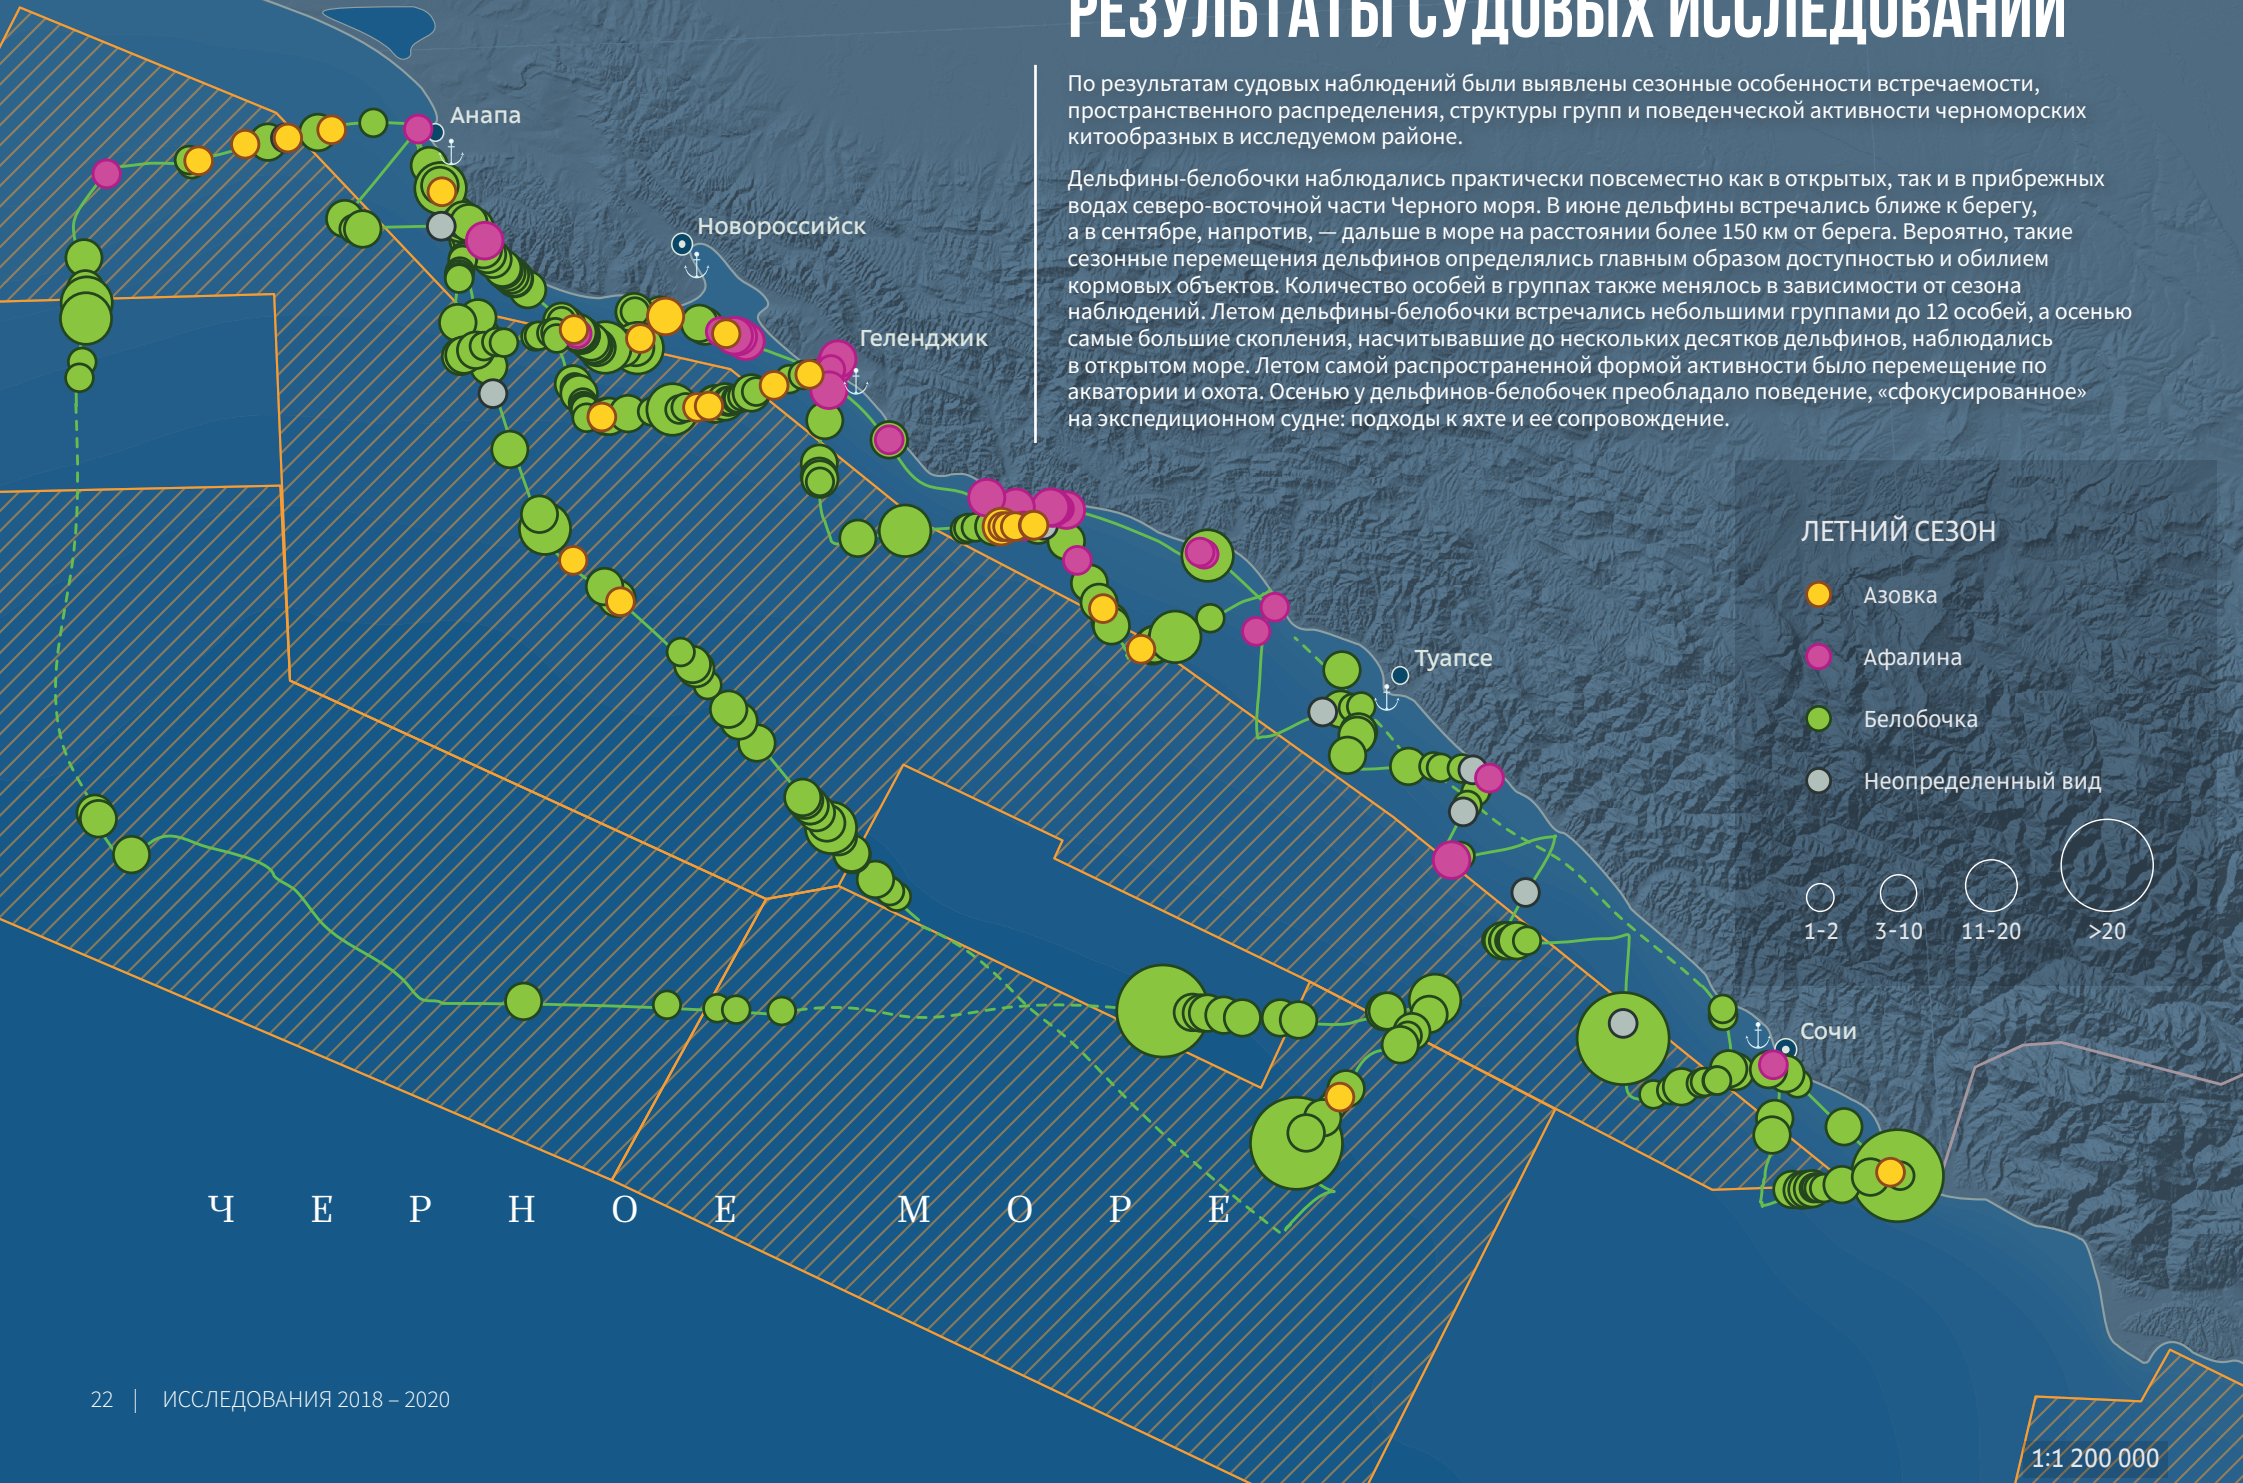 РЕЗУЛЬТАТЫ СУДОВЫХ ИССЛЕДОВАНИЙ
По результатам судовых наблюдений были выявлены сезонные особенности встречаемости,
пространственного распределения, структуры групп и поведенческой активности черноморских
китообразных в исследуемом районе.
Дельфины-белобочки наблюдались практически повсеместно как в открытых, так и в прибрежных
водах северо-восточной части Черного моря. В июне дельфины встречались ближе к берегу,
а в сентябре, напротив, — дальше в море на расстоянии более 150 км от берега. Вероятно, такие
сезонные перемещения дельфинов определялись главным образом доступностью и обилием
кормовых объектов. Количество особей в группах также менялось в зависимости от сезона
наблюдений. Летом дельфины-белобочки встречались небольшими группами до 12 особей, а осенью
самые большие скопления, насчитывавшие до нескольких десятков дельфинов, наблюдались
в открытом море. Летом самой распространенной формой активности было перемещение по
акватории и охота. Осенью у дельфинов-белобочек преобладало поведение, «сфокусированное»
на экспедиционном судне: подходы к яхте и ее сопровождение.
Анапа
Новороссийск
Геленджик
Туапсе
Сочи
ЛЕТНИЙ СЕЗОН
Азовка
Афалина
Белобочка
Неопределенный вид
1-2 3-10 11-20 >20
ЧЕРНОЕ МОРЕ
22 | ИССЛЕДОВАНИЯ 2018 – 2020
1:1 200 000